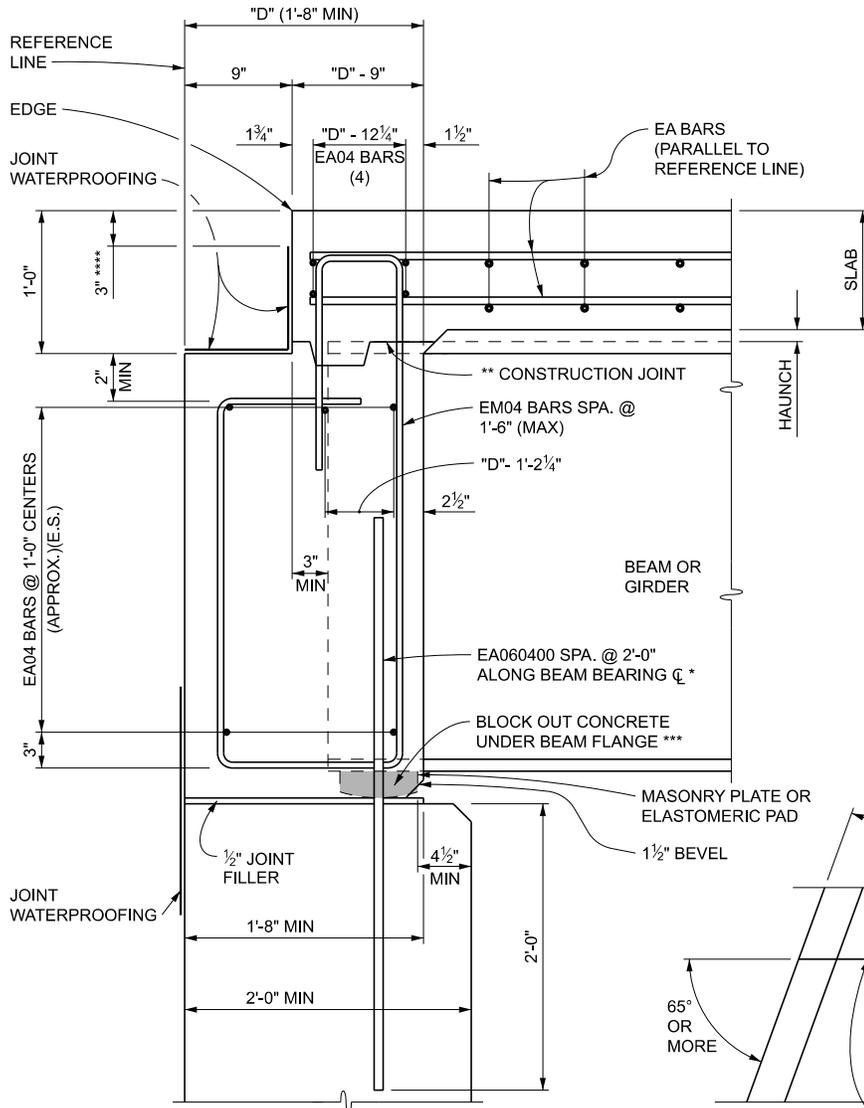 "D" (1'-8" MIN)
REFERENCE
LINE
9"
"D" - 9"
EDGE
1¾"
"D" - 12¼"
1½"
EA04 BARS
(4)
EA BARS
(PARALLEL TO
REFERENCE LINE)
JOINT
WATERPROOFING
1'-0"
3" ****
SLAB
2"
MIN
** CONSTRUCTION JOINT
HAUNCH
EM04 BARS SPA. @
1'-6" (MAX)
"D"- 1'-2¼"
2½"
EA04 BARS @ 1'-0" CENTERS
(APPROX.)(E.S.)
3"
MIN
BEAM OR
GIRDER
EA060400 SPA. @ 2'-0"
ALONG BEAM BEARING ℄ *
BLOCK OUT CONCRETE
UNDER BEAM FLANGE ***
3"
MASONRY PLATE OR
ELASTOMERIC PAD
1½" BEVEL
½" JOINT
FILLER
4½"
MIN
JOINT
WATERPROOFING
1'-8" MIN
2'-0"
2'-0" MIN
65°
OR
MORE